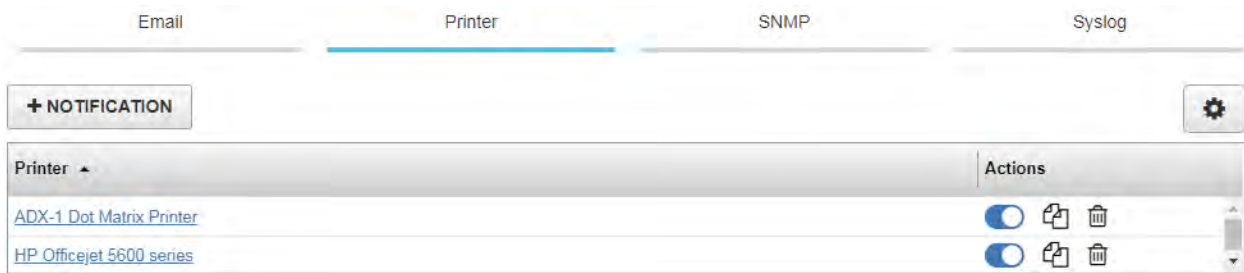 Email Printer SNMP Syslog
+ NOTIFICATION
Printer Actions
ADX-1 Dot Matrix Printer
HP Officejet 5600 series